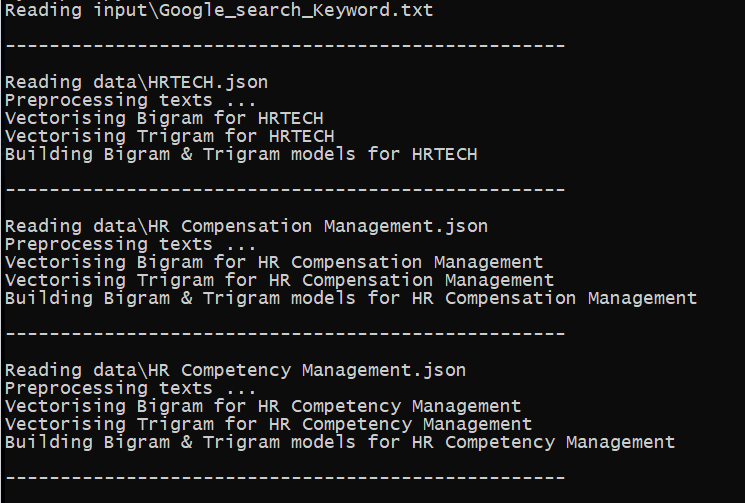 Reading input\Google_search_Keyword.txt
---------------------------------------------------
Reading data\HRTECH.json
Preprocessing texts ...
Vectorising Bigram for HRTECH
Vectorising Trigram for HRTECH
Building Bigram & Trigram models for HRTECH
---------------------------------------------------
Reading data\HR Compensation Management.json
Preprocessing texts ...
Vectorising Bigram for HR Compensation Management
Vectorising Trigram for HR Compensation Management
Building Bigram & Trigram models for HR Compensation Management
---------------------------------------------------
Reading data\HR Competency Management.json
Preprocessing texts ...
Vectorising Bigram for HR Competency Management
Vectorising Trigram for HR Competency Management
Building Bigram & Trigram models for HR Competency Management
---------------------------------------------------